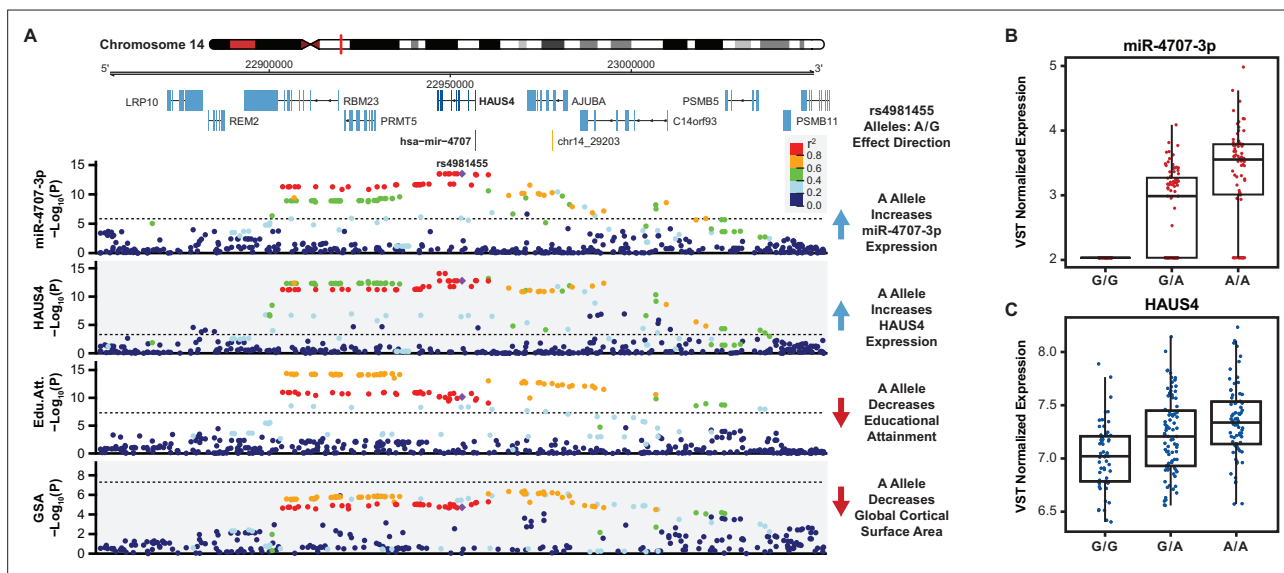 A
Chromosome 14
5'
22900000
22950000
23000000
3'
LRP10
RBM23
HAUS4
AJUBA
PSMB5
REM2
PRMT5
C14orf93
PSMB11
hsa−mir−4707
chr14_29203
rs4981455
Alleles: A/G
Effect Direction
rs4981455
r²
0.8
0.6
0.4
0.2
0.0
miR-4707-3p
−Log10(P)
15
10
5
0
A Allele
Increases
miR-4707-3p
Expression
HAUS4
−Log10(P)
15
10
5
0
A Allele
Increases
HAUS4
Expression
Edu.Att.
−Log10(P)
15
10
5
0
A Allele
Decreases
Educational
Attainment
GSA
−Log10(P)
8
6
4
2
0
A Allele
Decreases
Global Cortical
Surface Area
B
miR-4707-3p
VST Normalized Expression
5
4
3
2
G/G
G/A
A/A
C
HAUS4
VST Normalized Expression
8.0
7.5
7.0
6.5
G/G
G/A
A/A